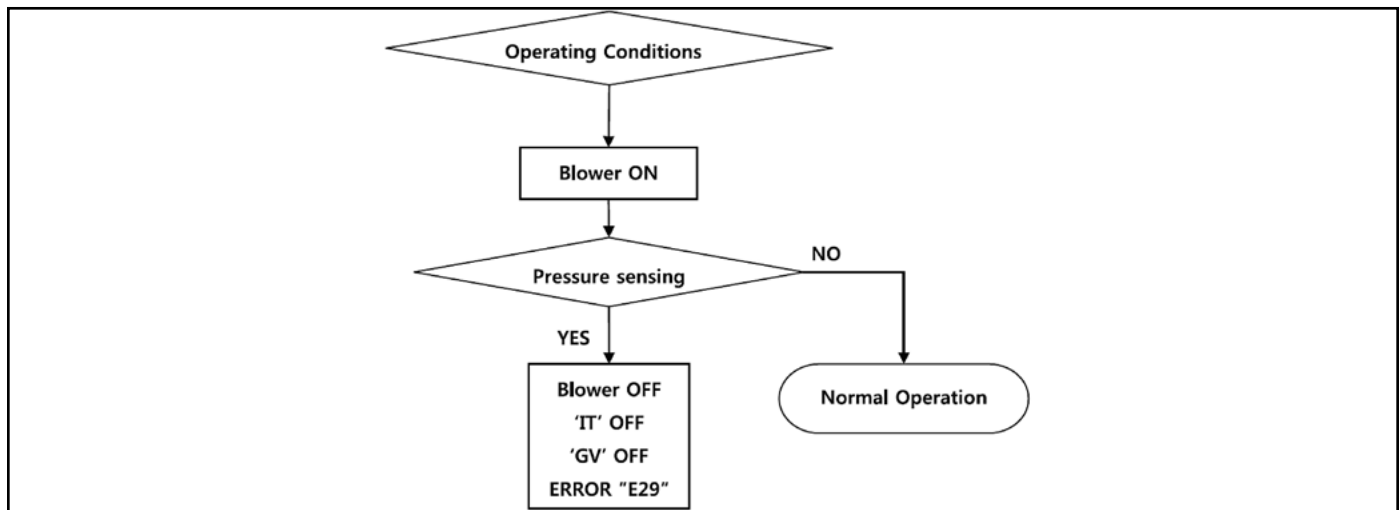 Operating Conditions
Blower ON
Pressure sensing
NO
YES
Blower OFF
‘IT’ OFF
‘GV’ OFF
ERROR "E29"
Normal Operation